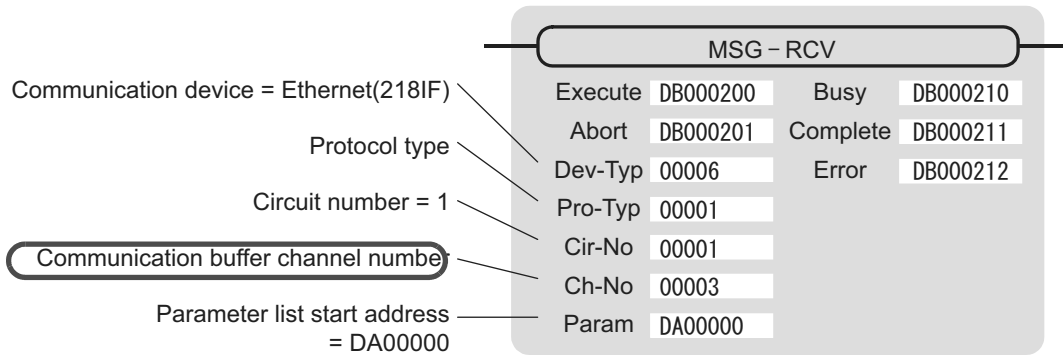 MSG-RCV
Communication device = Ethernet(218IF)
Protocol type
Circuit number = 1
Communication buffer channel number
Parameter list start address
= DA00000
Execute DB000200 Busy DB000210
Abort DB000201 Complete DB000211
Dev-Typ 00006 Error DB000212
Pro-Typ 00001
Cir-No 00001
Ch-No 00003
Param DA00000